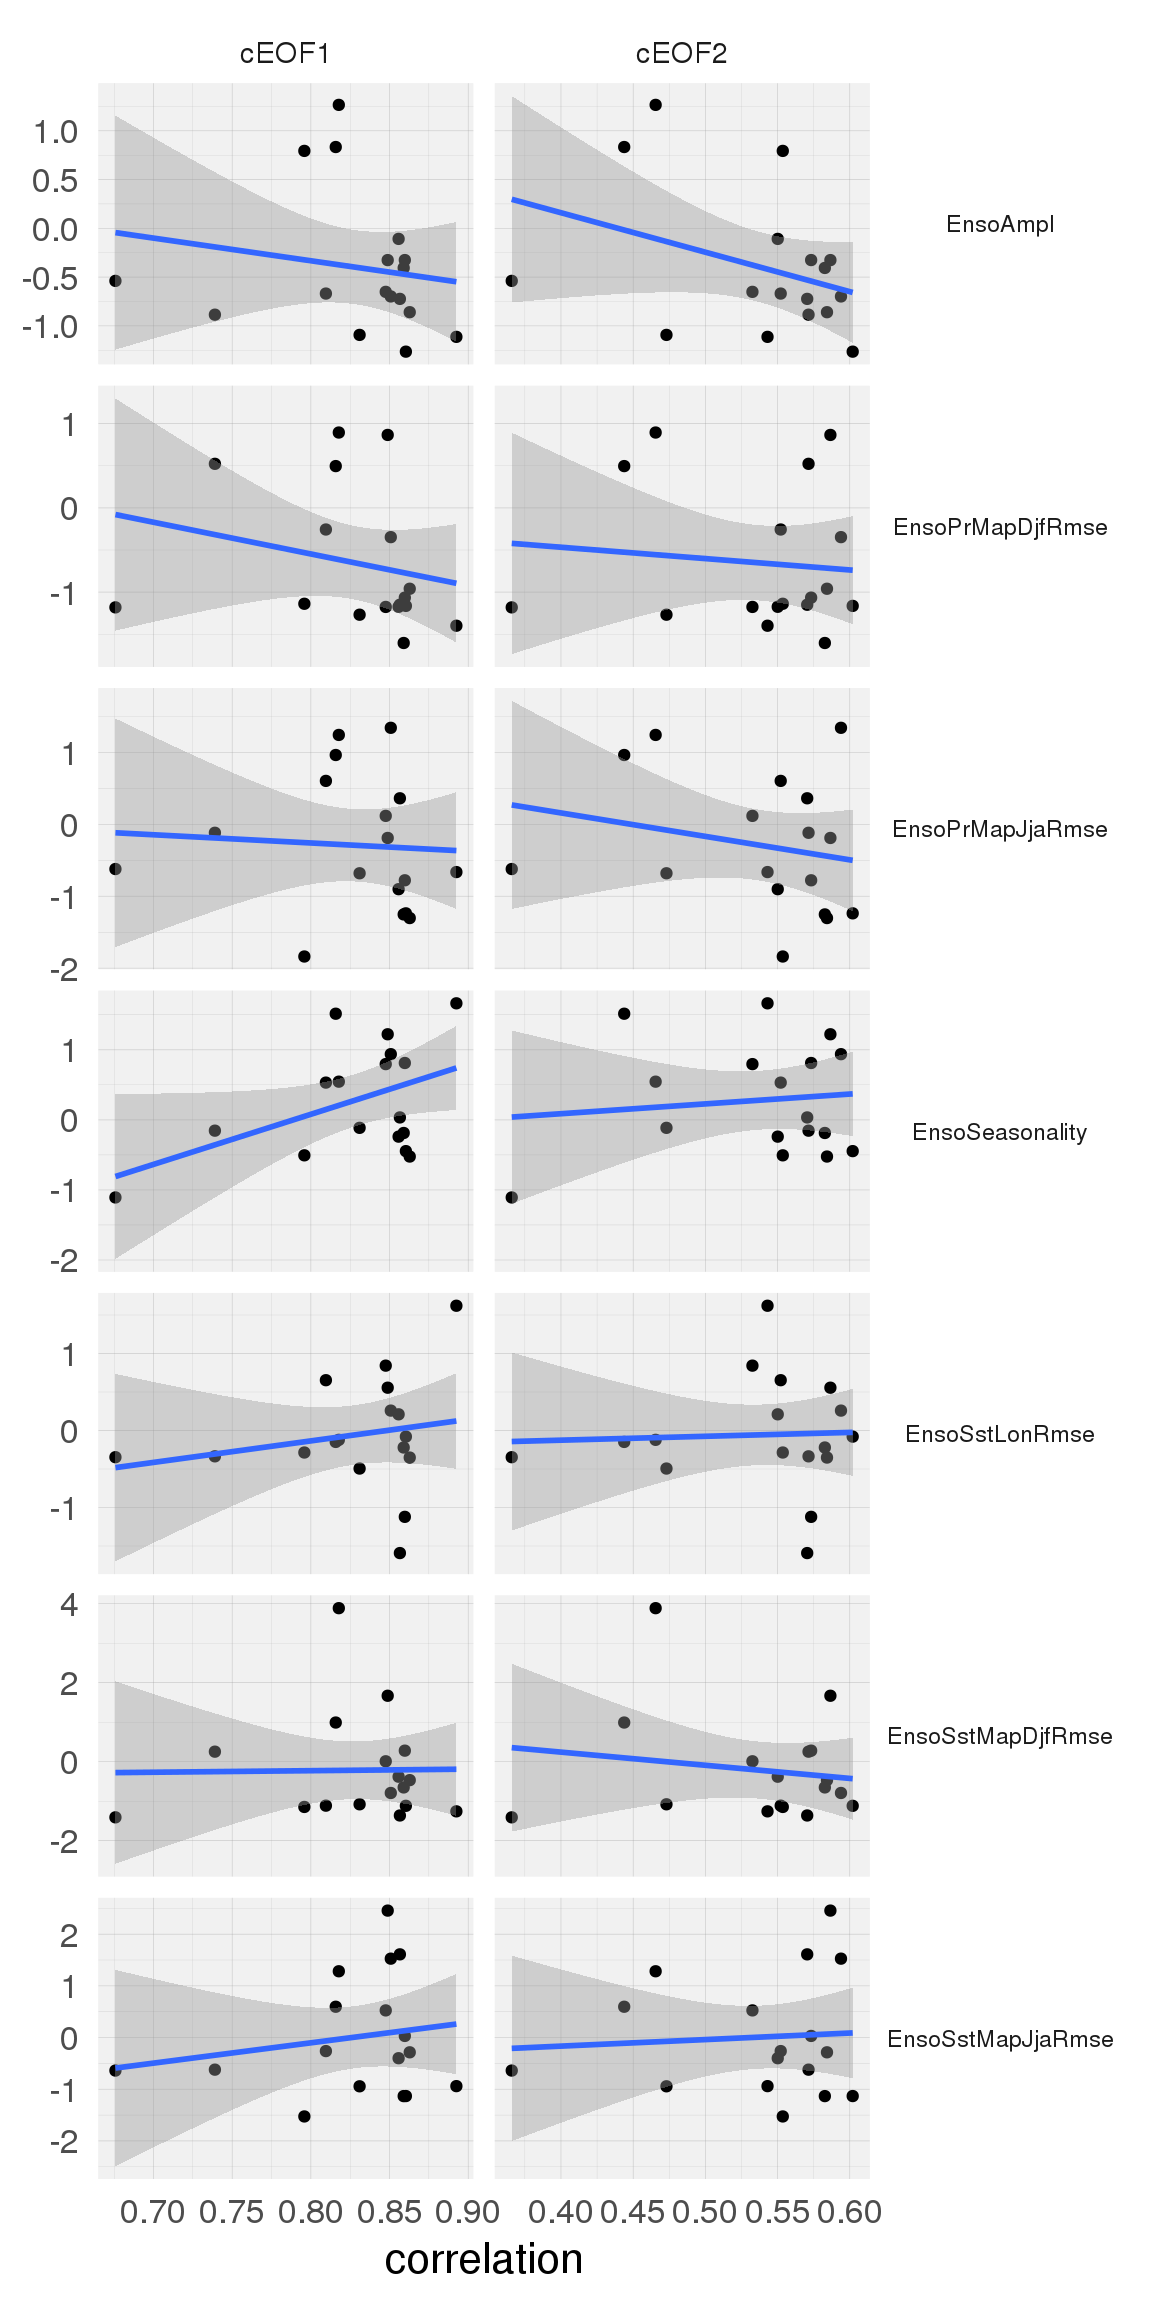 cEOF1 cEOF2
1.0
0.5
0.0
-0.5
-1.0
EnsoAmpl
1
0
-1
EnsoPrMapDjfRmse
1
0
-1
-2
EnsoPrMapJjaRmse
1
0
-1
-2
EnsoSeasonality
1
0
-1
EnsoSstLonRmse
4
2
0
-2
EnsoSstMapDjfRmse
2
1
0
-1
-2
EnsoSstMapJjaRmse
0.70 0.75 0.80 0.85 0.90 0.40 0.45 0.50 0.55 0.60
correlation